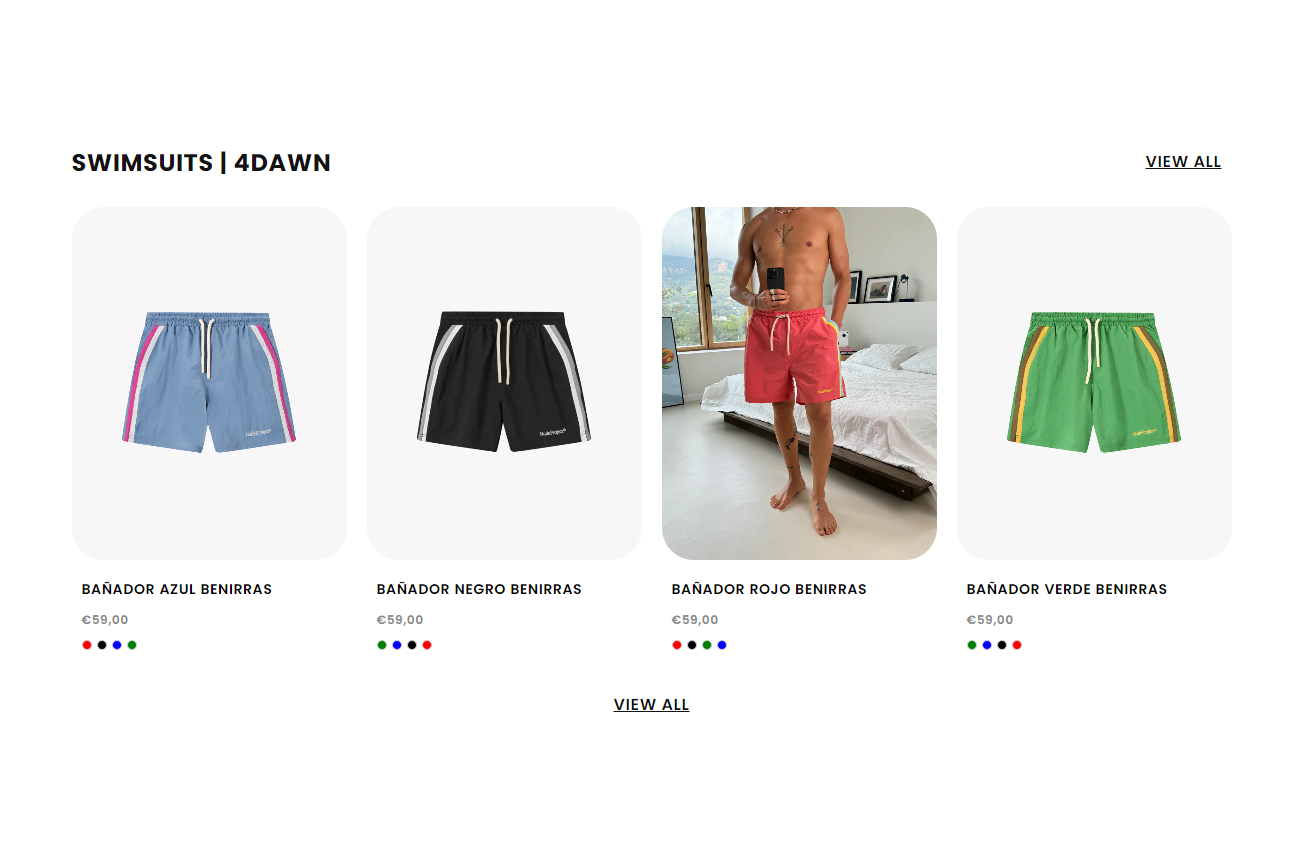 SWIMSUITS | 4DAWN
VIEW ALL
BAÑADOR AZUL BENIRRAS
€59,00
BAÑADOR NEGRO BENIRRAS
€59,00
BAÑADOR ROJO BENIRRAS
€59,00
BAÑADOR VERDE BENIRRAS
€59,00
VIEW ALL